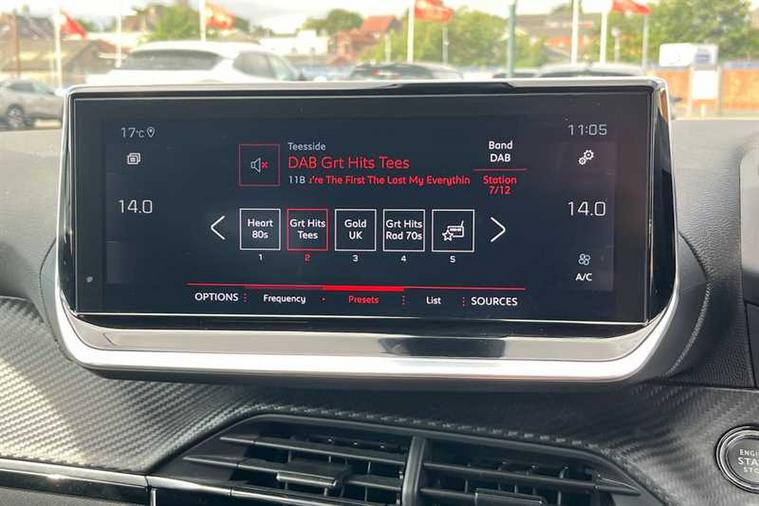 17°C
11:05
Teesside
DAB Grt Hits Tees
11B :'re The First The Last My Everythin
Band
DAB
Station
7/12
14.0
14.0
Heart
80s
Grt Hits
Tees
Gold
UK
Grt Hits
Rad 70s
1
2
3
4
5
A/C
OPTIONS
Frequency
Presets
List
SOURCES